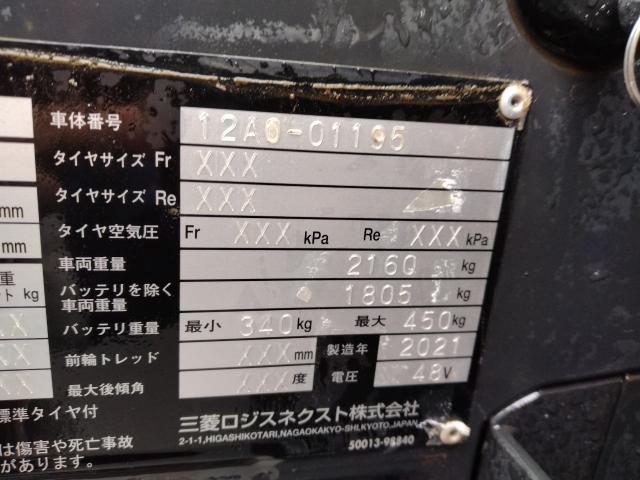 車体番号 12A0-01195
タイヤサイズ Fr XXX
タイヤサイズ Re XXX
mm
タイヤ空気圧 Fr XXX kPa Re XXX kPa
mm
車両重量 2160 kg
重
ト kg
バッテリを除く
車両重量 1805 kg
バッテリ重量 最小 340 kg 最大 450 kg
X
前輪トレッド XXX mm 製造年 2021
X
最大後傾角 XX 度 電圧 48 V
X
標準タイヤ付
三菱ロジスネクスト株式会社
2-1-1,HIGASHIKOTARI,NAGAOKAKYO-SHI,KYOTO,JAPAN
は傷害や死亡事故
50013-98840
があります。